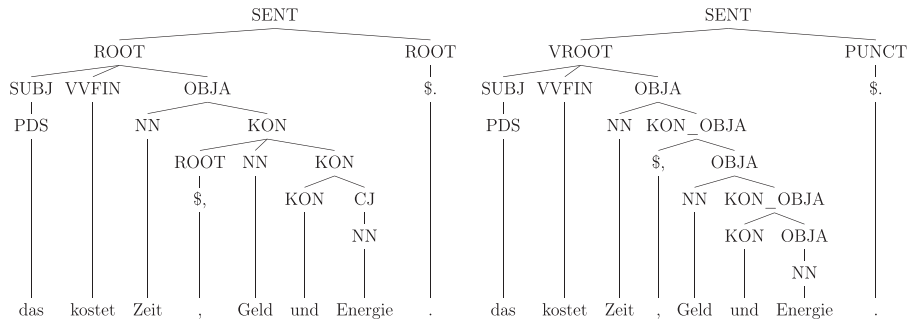 SENT SENT
ROOT ROOT VROOT PUNCT
SUBJ VVFIN OBJA $. SUBJ VVFIN OBJA $.
PDS NN KON PDS NN KON_OBJA
ROOT NN KON $, OBJA
$, KON CJ NN KON_OBJA
NN KON OBJA
NN
das kostet Zeit , Geld und Energie . das kostet Zeit , Geld und Energie .